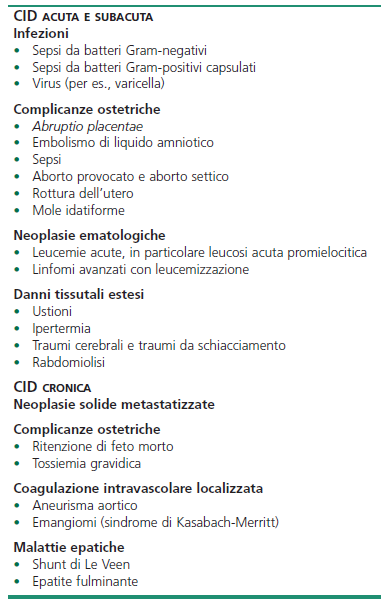 CID ACUTA E SUBACUTA
Infezioni
• Sepsi da batteri Gram-negativi
• Sepsi da batteri Gram-positivi capsulati
• Virus (per es., varicella)
Complicanze ostetriche
• Abruptio placentae
• Embolismo di liquido amniotico
• Sepsi
• Aborto provocato e aborto settico
• Rottura dell'utero
• Mole idatiforme
Neoplasie ematologiche
• Leucemie acute, in particolare leucosi acuta promielocitica
• Linfomi avanzati con leucemizzazione
Danni tissutali estesi
• Ustioni
• Ipertermia
• Traumi cerebrali e traumi da schiacciamento
• Rabdomiolisi
CID CRONICA
Neoplasie solide metastatizzate
Complicanze ostetriche
• Ritenzione di feto morto
• Tossiemia gravidica
Coagulazione intravascolare localizzata
• Aneurisma aortico
• Emangiomi (sindrome di Kasabach-Merritt)
Malattie epatiche
• Shunt di Le Veen
• Epatite fulminante